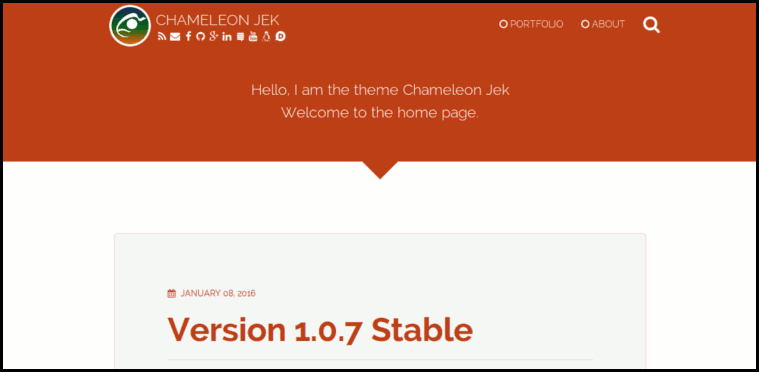 CHAMELEON JEK
PORTFOLIO
ABOUT
Hello, I am the theme Chameleon Jek
Welcome to the home page.
JANUARY 08, 2016
Version 1.0.7 Stable